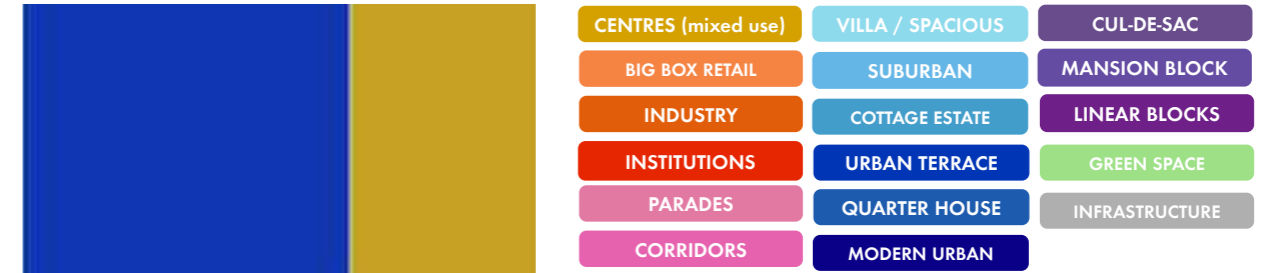 CENTRES (mixed use)
VILLA / SPACIOUS
CUL-DE-SAC
BIG BOX RETAIL
SUBURBAN
MANSION BLOCK
INDUSTRY
COTTAGE ESTATE
LINEAR BLOCKS
INSTITUTIONS
URBAN TERRACE
GREEN SPACE
PARADES
QUARTER HOUSE
INFRASTRUCTURE
CORRIDORS
MODERN URBAN